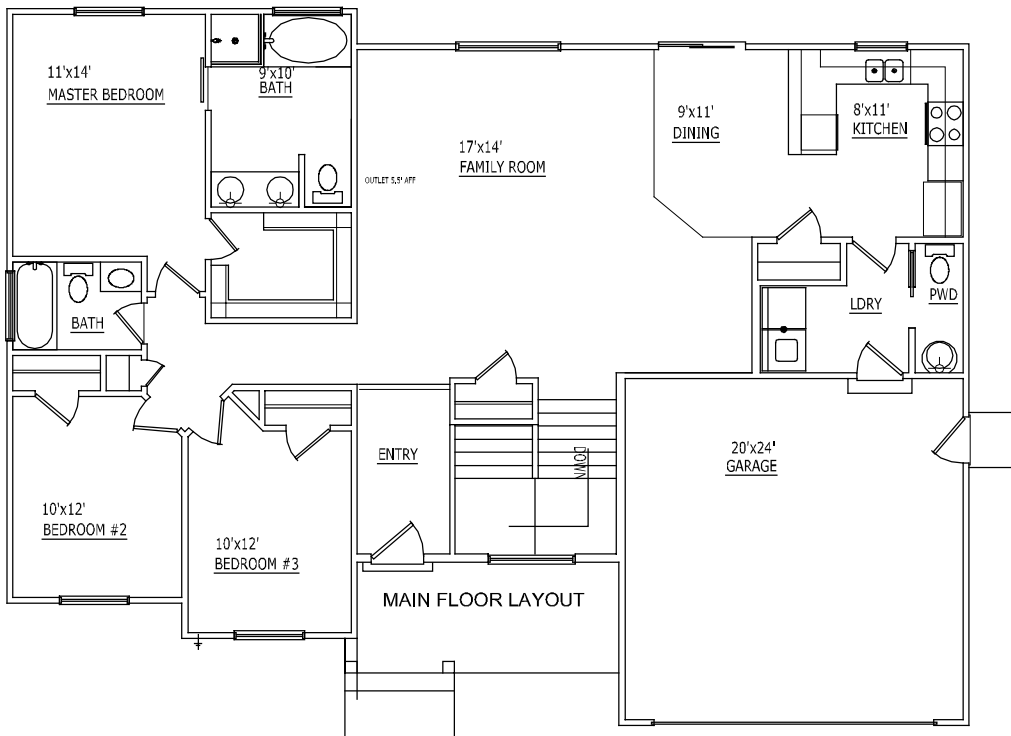 11'x14'
MASTER BEDROOM
9'x10'
BATH
17'x14'
FAMILY ROOM
OUTLET 5.5' AFF
9'x11'
DINING
8'x11'
KITCHEN
BATH
LDRY
PWD
10'x12'
BEDROOM #2
10'x12'
BEDROOM #3
ENTRY
DOWN
20'x24'
GARAGE
MAIN FLOOR LAYOUT